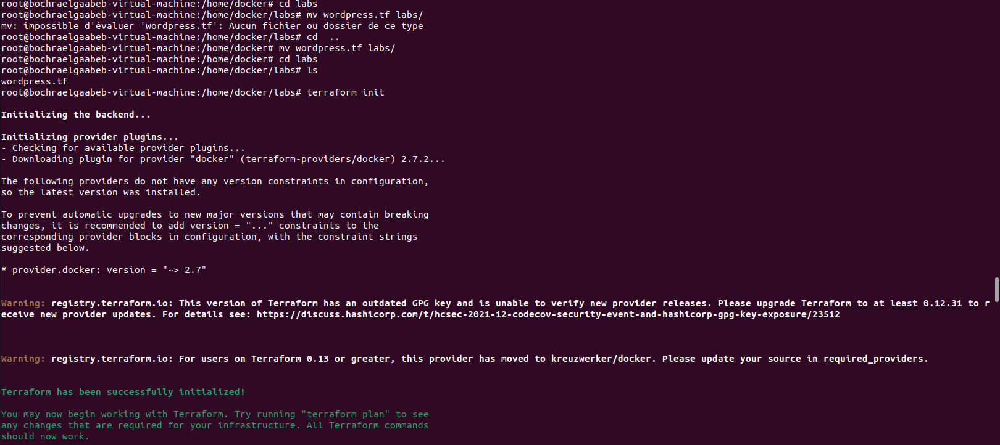 root@bochraelgaabeb-virtual-machine:/home/docker# cd labs
root@bochraelgaabeb-virtual-machine:/home/docker/labs# mv wordpress.tf labs/
mv: impossible d'évaluer 'wordpress.tf': Aucun fichier ou dossier de ce type
root@bochraelgaabeb-virtual-machine:/home/docker/labs# cd  ..
root@bochraelgaabeb-virtual-machine:/home/docker# mv wordpress.tf labs/
root@bochraelgaabeb-virtual-machine:/home/docker# cd labs
root@bochraelgaabeb-virtual-machine:/home/docker/labs# ls
wordpress.tf
root@bochraelgaabeb-virtual-machine:/home/docker/labs# terraform init
Initializing the backend...
Initializing provider plugins...
- Checking for available provider plugins...
- Downloading plugin for provider "docker" (terraform-providers/docker) 2.7.2...
The following providers do not have any version constraints in configuration,
so the latest version was installed.
To prevent automatic upgrades to new major versions that may contain breaking
changes, it is recommended to add version = "..." constraints to the
corresponding provider blocks in configuration, with the constraint strings
suggested below.
* provider.docker: version = "~> 2.7"
Warning: registry.terraform.io: This version of Terraform has an outdated GPG key and is unable to verify new provider releases. Please upgrade Terraform to at least 0.12.31 to r
eceive new provider updates. For details see: https://discuss.hashicorp.com/t/hcsec-2021-12-codecov-security-event-and-hashicorp-gpg-key-exposure/23512
Warning: registry.terraform.io: For users on Terraform 0.13 or greater, this provider has moved to kreuzwerker/docker. Please update your source in required_providers.
Terraform has been successfully initialized!
You may now begin working with Terraform. Try running "terraform plan" to see
any changes that are required for your infrastructure. All Terraform commands
should now work.